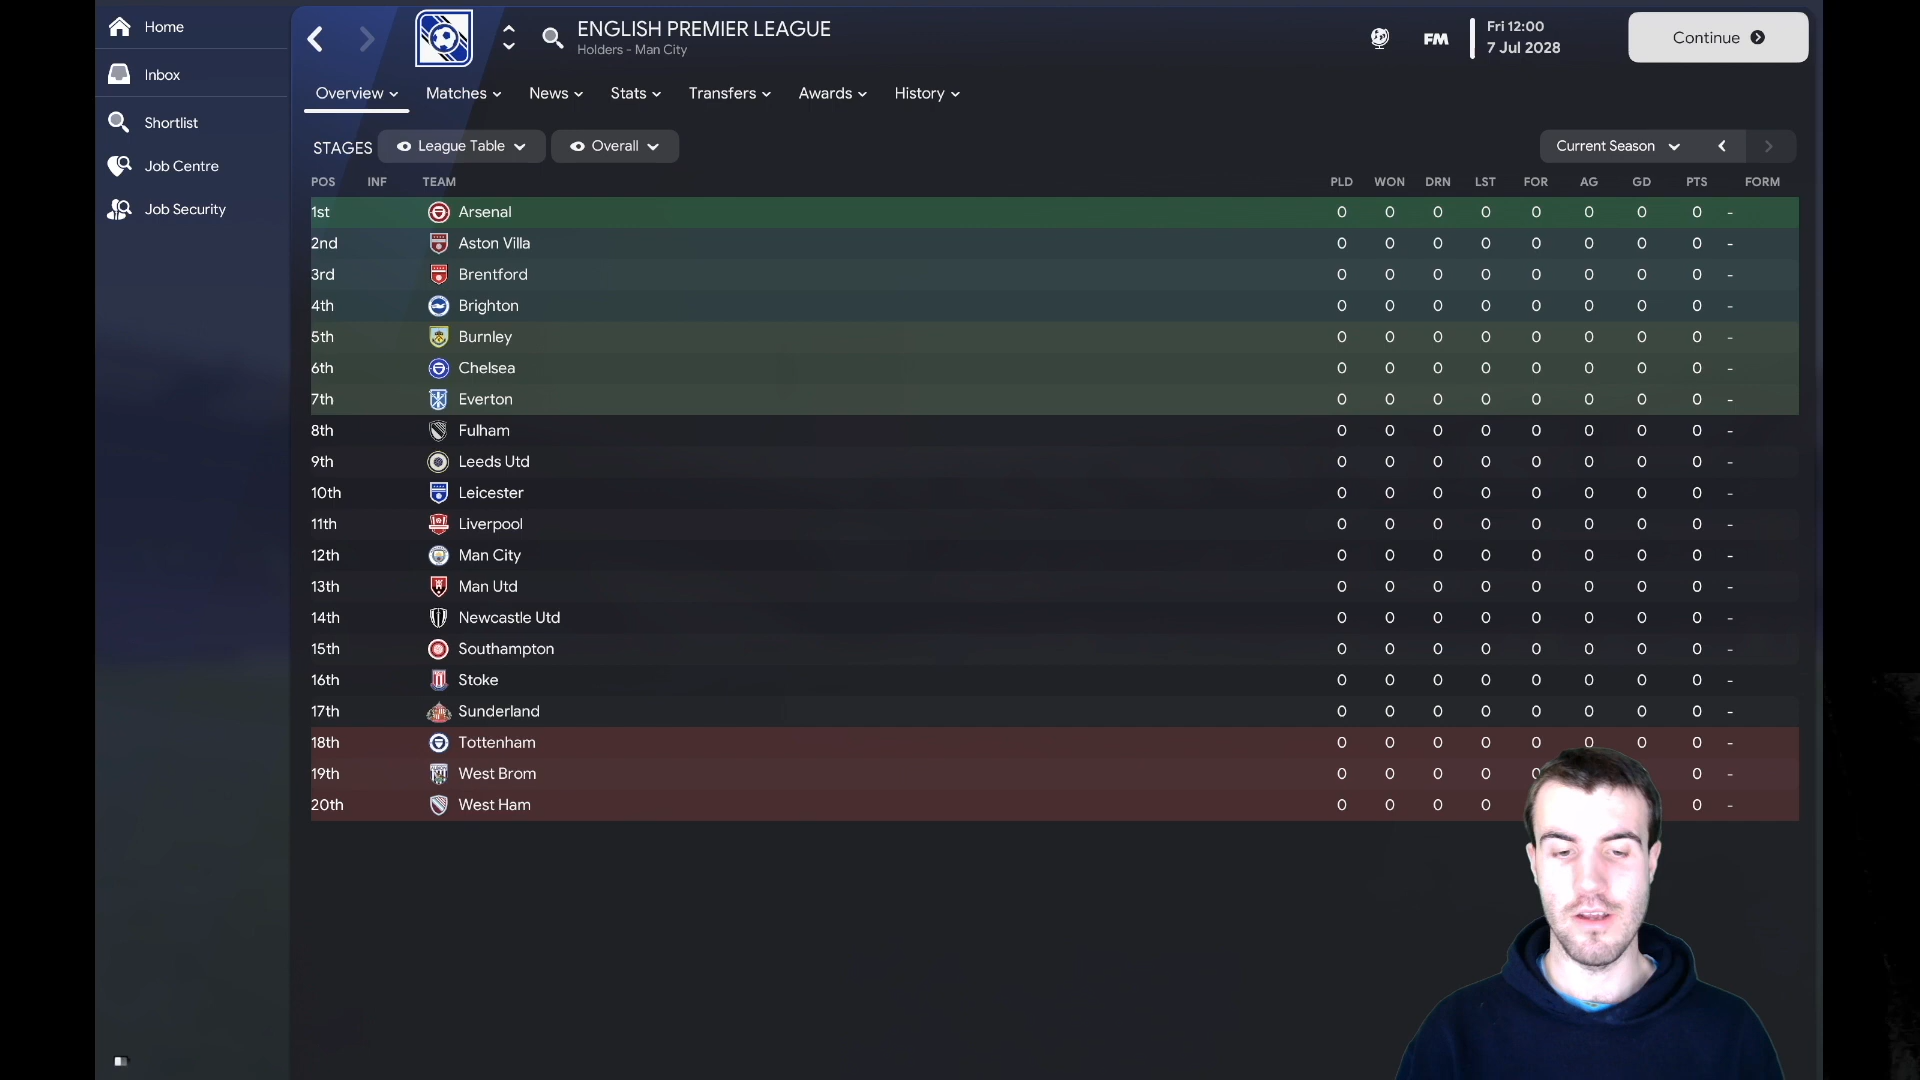 Home
Inbox
Shortlist
Job Centre
Job Security
ENGLISH PREMIER LEAGUE
Holders - Man City
FM
Fri 12:00
7 Jul 2028
Continue
Overview Matches News Stats Transfers Awards History
STAGES League Table Overall Current Season
POS INF TEAM PLD WON DRN LST FOR AG GD PTS FORM
1st Arsenal 0 0 0 0 0 0 0 0 -
2nd Aston Villa 0 0 0 0 0 0 0 0 -
3rd Brentford 0 0 0 0 0 0 0 0 -
4th Brighton 0 0 0 0 0 0 0 0 -
5th Burnley 0 0 0 0 0 0 0 0 -
6th Chelsea 0 0 0 0 0 0 0 0 -
7th Everton 0 0 0 0 0 0 0 0 -
8th Fulham 0 0 0 0 0 0 0 0 -
9th Leeds Utd 0 0 0 0 0 0 0 0 -
10th Leicester 0 0 0 0 0 0 0 0 -
11th Liverpool 0 0 0 0 0 0 0 0 -
12th Man City 0 0 0 0 0 0 0 0 -
13th Man Utd 0 0 0 0 0 0 0 0 -
14th Newcastle Utd 0 0 0 0 0 0 0 0 -
15th Southampton 0 0 0 0 0 0 0 0 -
16th Stoke 0 0 0 0 0 0 0 0 -
17th Sunderland 0 0 0 0 0 0 0 0 -
18th Tottenham 0 0 0 0 0 0 0 0 -
19th West Brom 0 0 0 0 0 0 -
20th West Ham 0 0 0 0 0 -